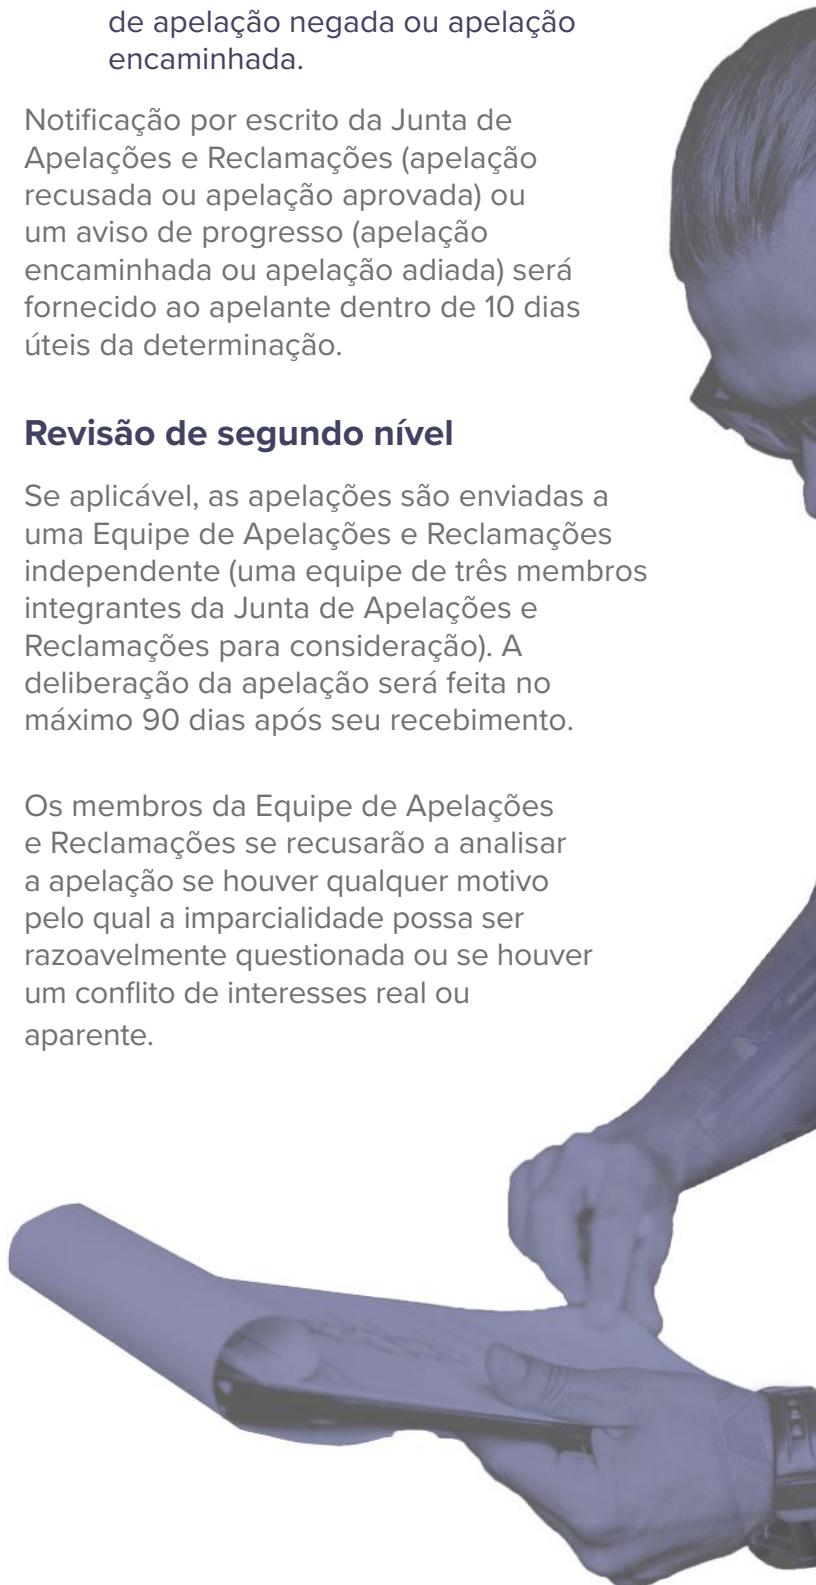 de apelação negada ou apelação
encaminhada.
Notificação por escrito da Junta de
Apelações e Reclamações (apelação
recusada ou apelação aprovada) ou
um aviso de progresso (apelação
encaminhada ou apelação adiada) será
fornecido ao apelante dentro de 10 dias
úteis da determinação.
Revisão de segundo nível
Se aplicável, as apelações são enviadas a
uma Equipe de Apelações e Reclamações
independente (uma equipe de três membros
integrantes da Junta de Apelações e
Reclamações para consideração). A
deliberação da apelação será feita no
máximo 90 dias após seu recebimento.
Os membros da Equipe de Apelações
e Reclamações se recusarão a analisar
a apelação se houver qualquer motivo
pelo qual a imparcialidade possa ser
razoavelmente questionada ou se houver
um conflito de interesses real ou
aparente.